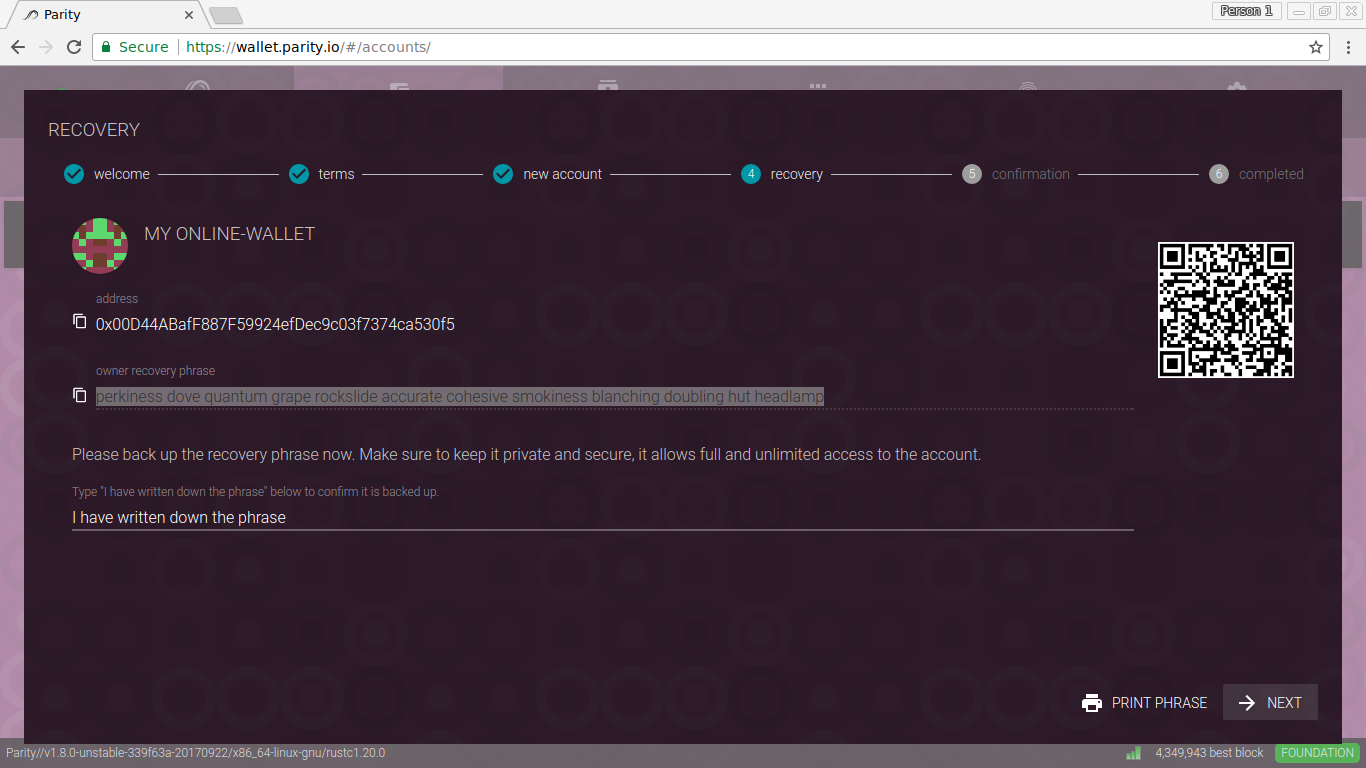 Parity
Person 1
Secure https://wallet.parity.io/#/accounts/
RECOVERY
welcome
terms
new account
4 recovery
5 confirmation
6 completed
MY ONLINE-WALLET
address
0x00D44ABafF887F59924efDec9c03f7374ca530f5
owner recovery phrase
perkiness dove quantum grape rockslide accurate cohesive smokiness blanching doubling hut headlamp
Please back up the recovery phrase now. Make sure to keep it private and secure, it allows full and unlimited access to the account.
Type "I have written down the phrase" below to confirm it is backed up.
I have written down the phrase
PRINT PHRASE
NEXT
Parity//v1.8.0-unstable-339f63a-20170922/x86_64-linux-gnu/rustc1.20.0
4,349,943 best block
FOUNDATION